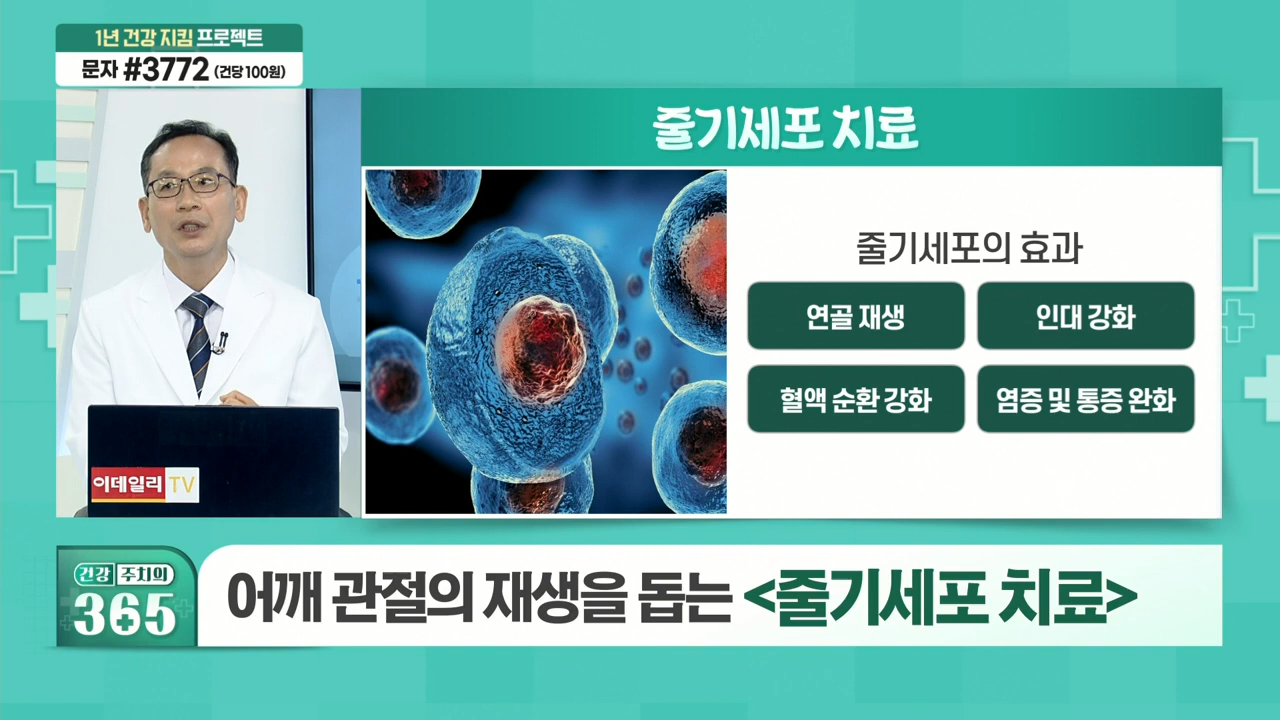 1년 건강 지킴 프로젝트
문자 #3772 (건당 100원)
줄기세포 치료
줄기세포의 효과
연골 재생
인대 강화
혈액 순환 강화
염증 및 통증 완화
이데일리 TV
건강 주치의
365
어깨 관절의 재생을 돕는 <줄기세포 치료>